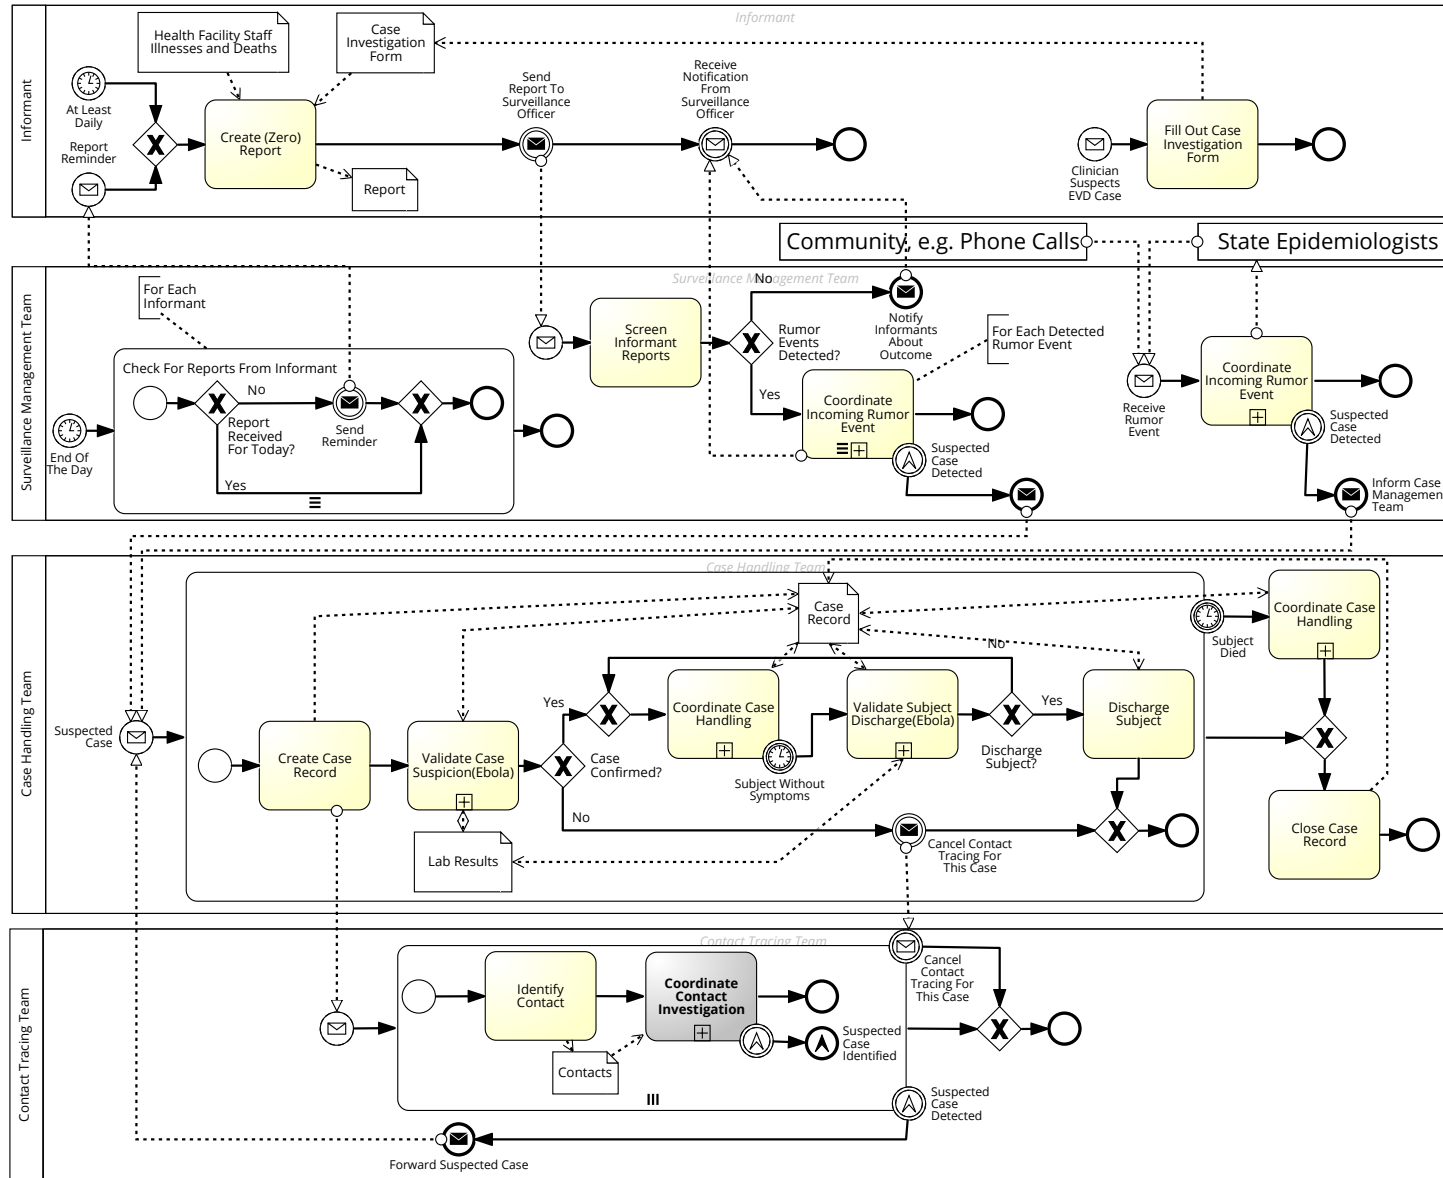 Informant
Informant
Health Facility Staff
Illnesses and Deaths
Case
Investigation
Form
At Least
Daily
Report
Reminder
Create (Zero)
Report
Report
Send
Report To
Surveillance
Officer
Receive
Notification
From
Surveillance
Officer
Clinician
Suspects
EVD Case
Fill Out Case
Investigation
Form
Community, e.g. Phone Calls
State Epidemiologists
Surveillance Management Team
Surveillance Management Team
For Each
Informant
Check For Reports From Informant
End Of
The Day
No
Report
Received
For Today?
Yes
Send
Reminder
Screen
Informant
Reports
No
Rumor
Events
Detected?
Yes
Notify
Informants
About
Outcome
For Each Detected
Rumor Event
Coordinate
Incoming Rumor
Event
Suspected
Case
Detected
Receive
Rumor
Event
Coordinate
Incoming Rumor
Event
Suspected
Case
Detected
Inform Case
Management
Team
Case Handling Team
Case Handling Team
Suspected
Case
Create Case
Record
Validate Case
Suspicion(Ebola)
Lab Results
Yes
Case
Confirmed?
No
Case
Record
Coordinate Case
Handling
Subject Without
Symptoms
Validate Subject
Discharge(Ebola)
No
Yes
Discharge
Subject?
Discharge
Subject
Cancel Contact
Tracing For
This Case
Subject
Died
Coordinate Case
Handling
Close Case
Record
Contact Tracing Team
Contact Tracing Team
Identify
Contact
Contacts
Coordinate
Contact
Investigation
Suspected
Case
Identified
Cancel
Contact
Tracing For
This Case
Suspected
Case
Detected
Forward Suspected Case